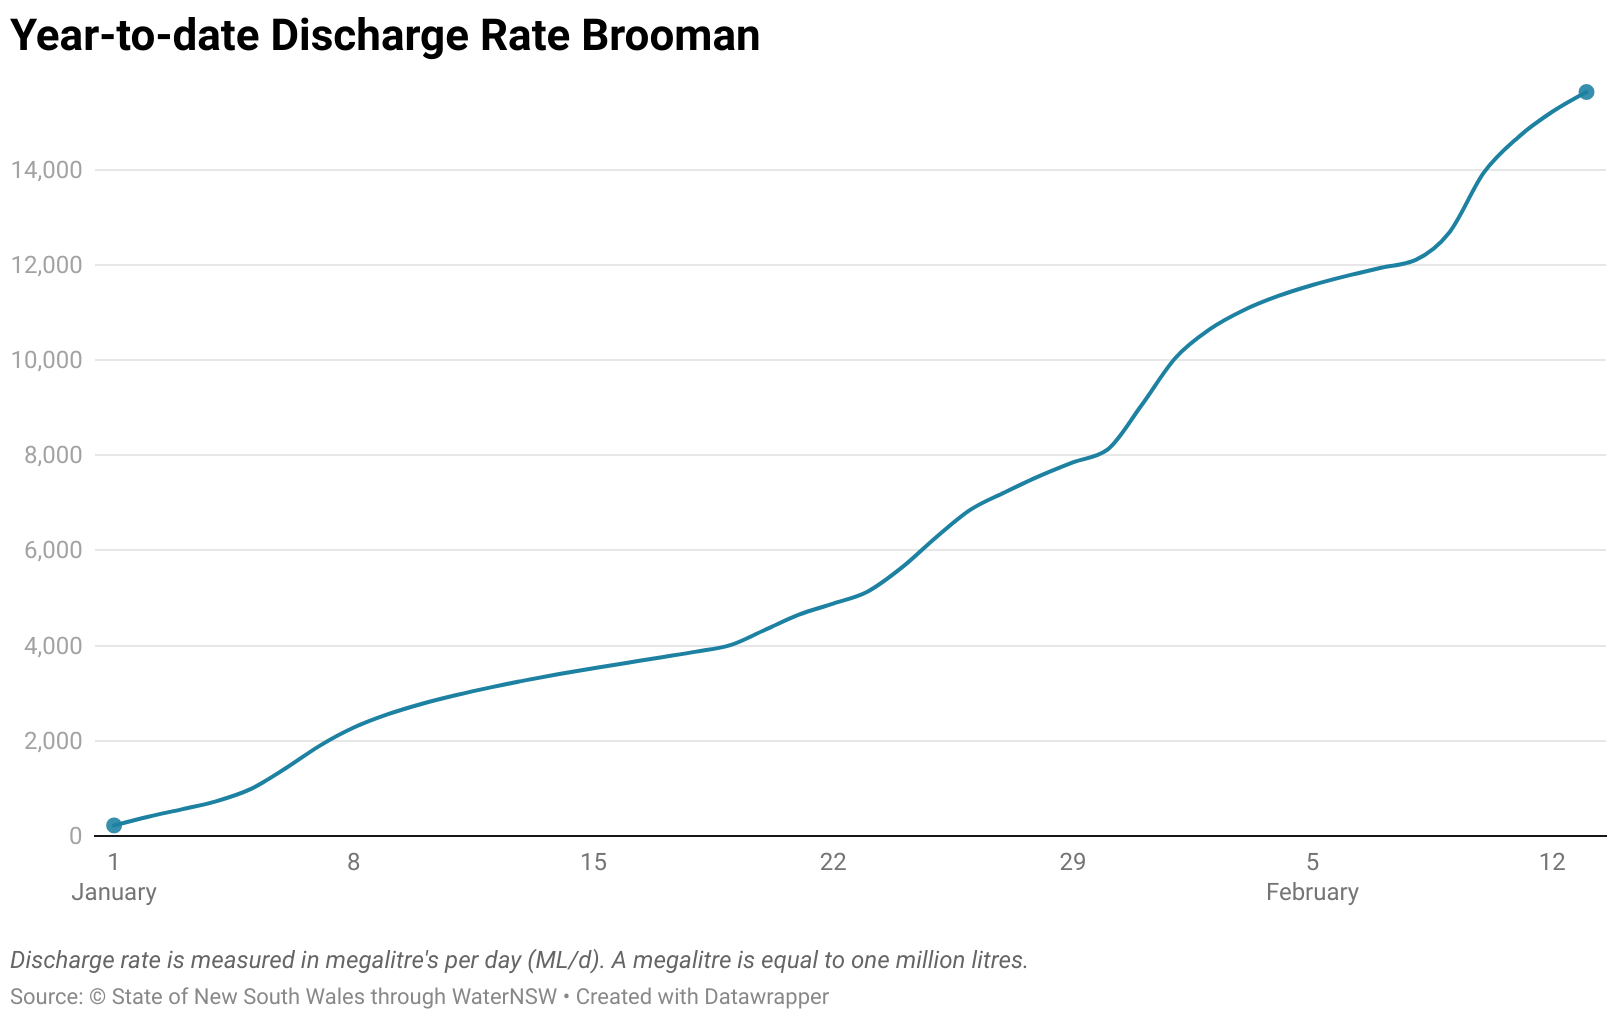 Year-to-date Discharge Rate Brooman
14,000
12,000
10,000
8,000
6,000
4,000
2,000
0
1 8 15 22 29 5 12
January February
Discharge rate is measured in megalitre's per day (ML/d). A megalitre is equal to one million litres.
Source: © State of New South Wales through WaterNSW • Created with Datawrapper